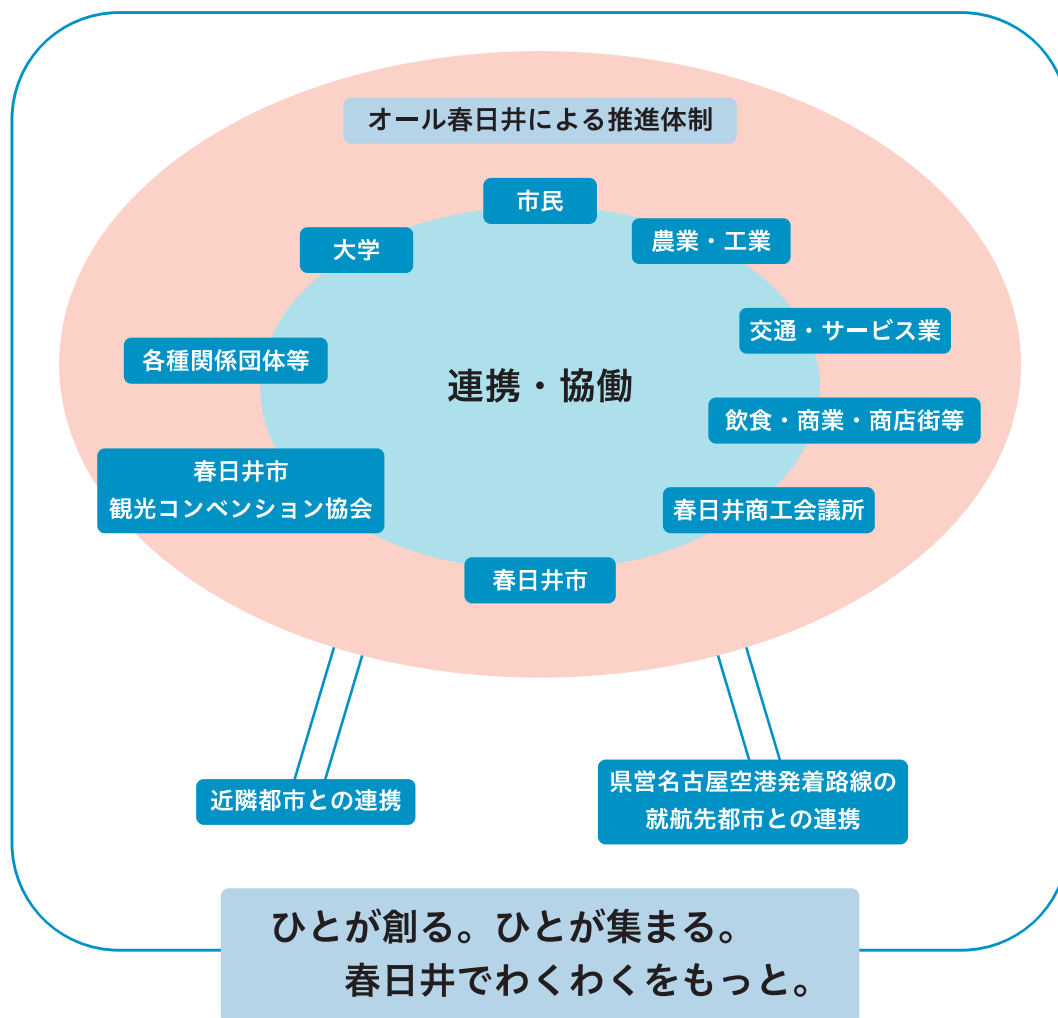 オール春日井による推進体制
市民
大学
農業・工業
交通・サービス業
各種関係団体等
連携・協働
飲食・商業・商店街等
春日井市
観光コンベンション協会
春日井商工会議所
春日井市
近隣都市との連携
県営名古屋空港発着路線の
就航先都市との連携
ひとが創る。ひとが集まる。
春日井でわくわくをもっと。